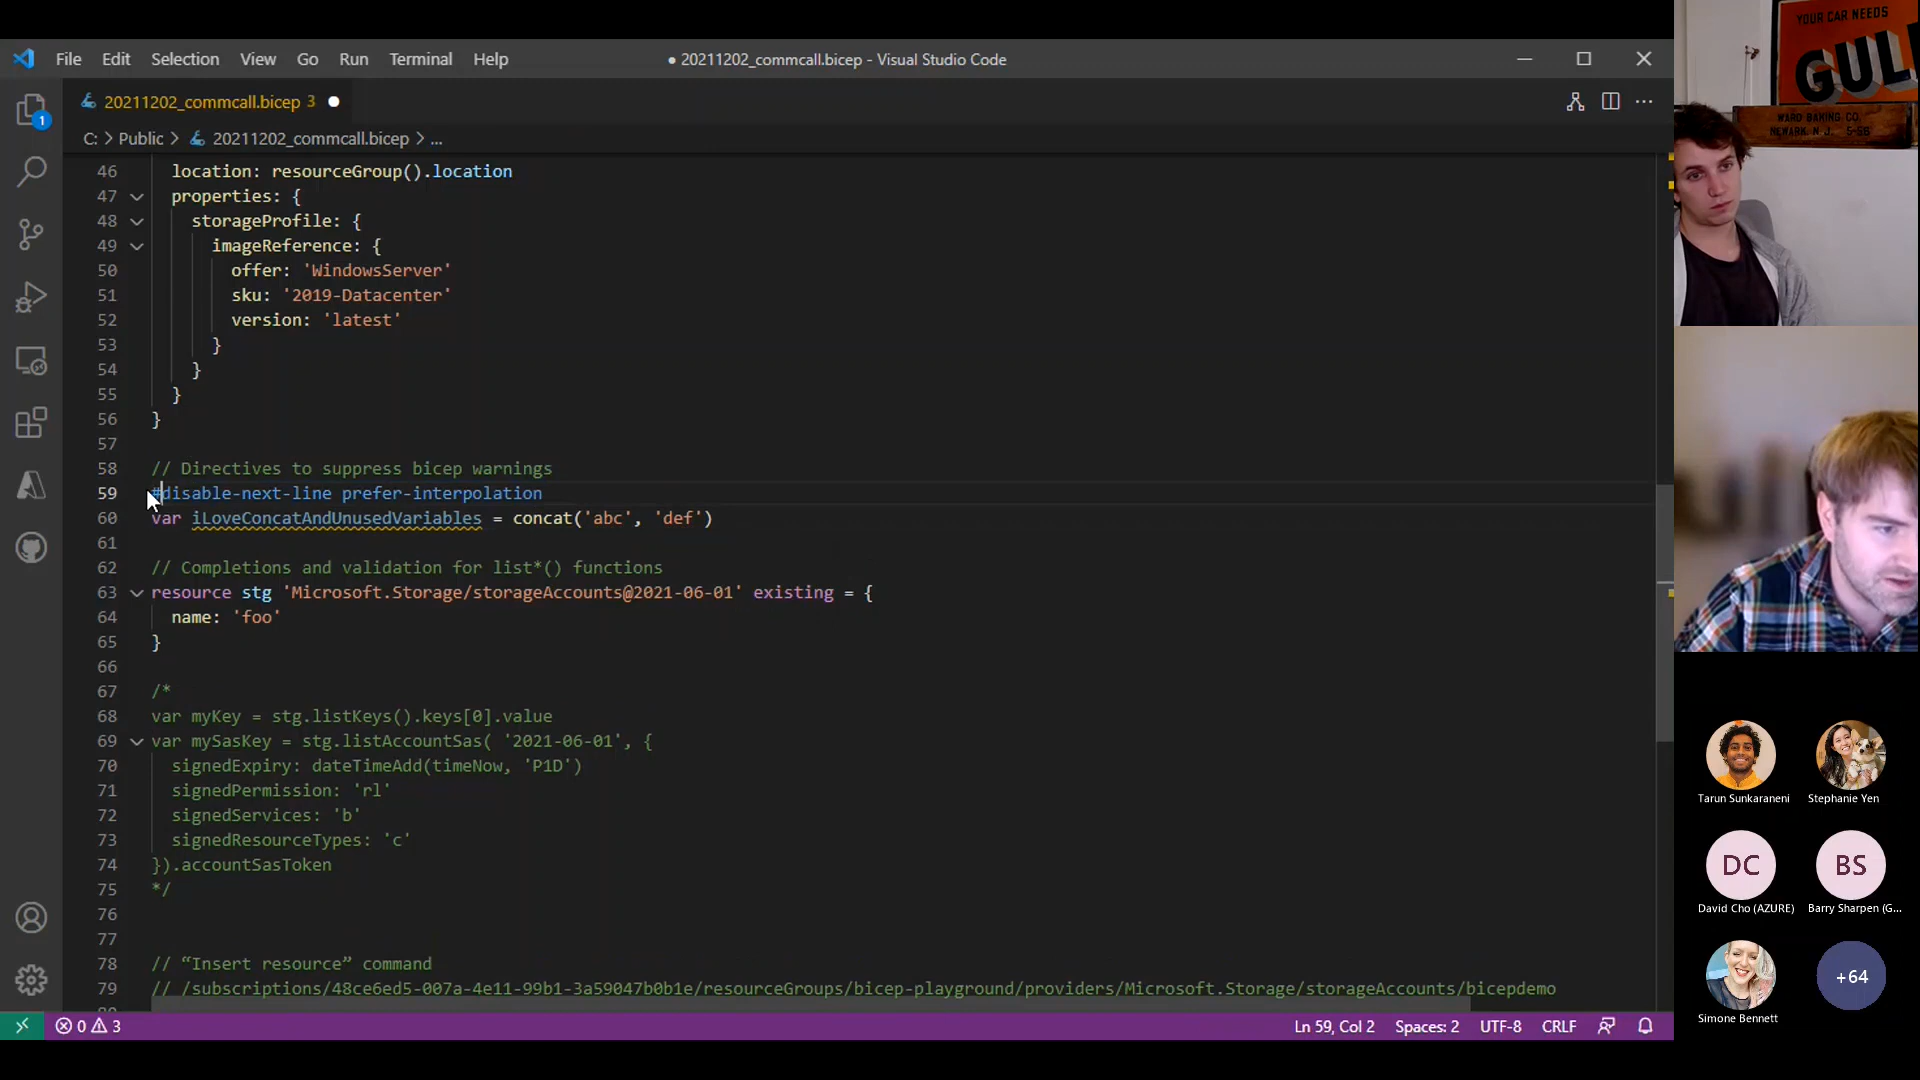 File Edit Selection View Go Run Terminal Help
● 20211202_commcall.bicep - Visual Studio Code
20211202_commcall.bicep 3
C: > Public > 20211202_commcall.bicep > ...
1
46 location: resourceGroup().location
47 properties: {
48 storageProfile: {
49 imageReference: {
50 offer: 'WindowsServer'
51 sku: '2019-Datacenter'
52 version: 'latest'
53 }
54 }
55 }
56 }
57
58 // Directives to suppress bicep warnings
59 #disable-next-line prefer-interpolation
60 var iLoveConcatAndUnusedVariables = concat('abc', 'def')
61
62 // Completions and validation for list*() functions
63 resource stg 'Microsoft.Storage/storageAccounts@2021-06-01' existing = {
64 name: 'foo'
65 }
66
67 /*
68 var myKey = stg.listKeys().keys[0].value
69 var mySasKey = stg.listAccountSas( '2021-06-01', {
70 signedExpiry: dateTimeAdd(timeNow, 'P1D')
71 signedPermission: 'rl'
72 signedServices: 'b'
73 signedResourceTypes: 'c'
74 }).accountSasToken
75 */
76
77
78 // “Insert resource” command
79 // /subscriptions/48ce6ed5-007a-4e11-99b1-3a59047b0b1e/resourceGroups/bicep-playground/providers/Microsoft.Storage/storageAccounts/bicepdemo
0 3
Ln 59, Col 2 Spaces: 2 UTF-8 CRLF
YOUR CAR NEEDS
GUL
WARD BAKING CO.
NEWARK N. J. 5-56
Tarun Sunkaraneni
Stephanie Yen
DC
David Cho (AZURE)
BS
Barry Sharpen (G...
Simone Bennett
+64